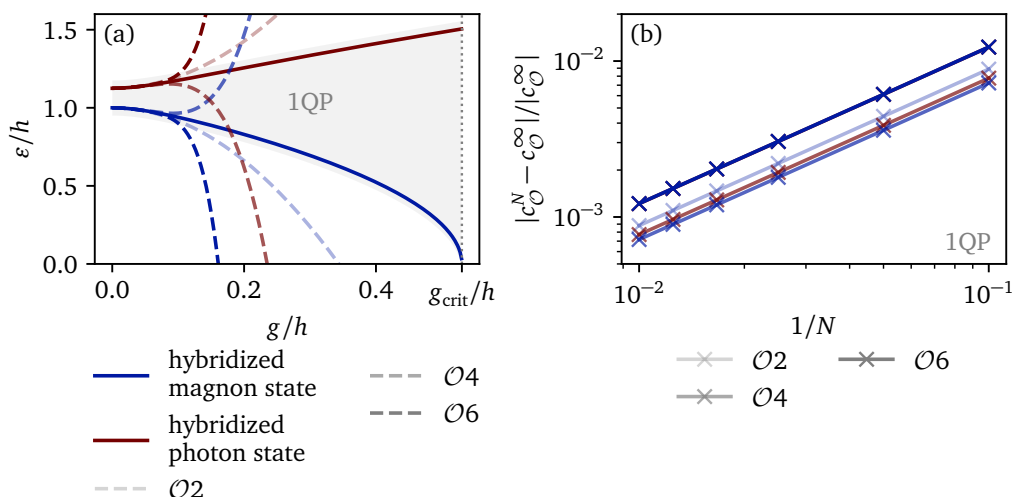 (a)
1QP
1.5
1.0
0.5
0.0
ε/h
0.0 0.2 0.4 g_crit/h
g/h
hybridized
magnon state
hybridized
photon state
𝒪2
𝒪4
𝒪6
(b)
1QP
10⁻²
10⁻³
|c_𝒪^N − c_𝒪^∞|/|c_𝒪^∞|
10⁻² 10⁻¹
1/N
𝒪2
𝒪4
𝒪6